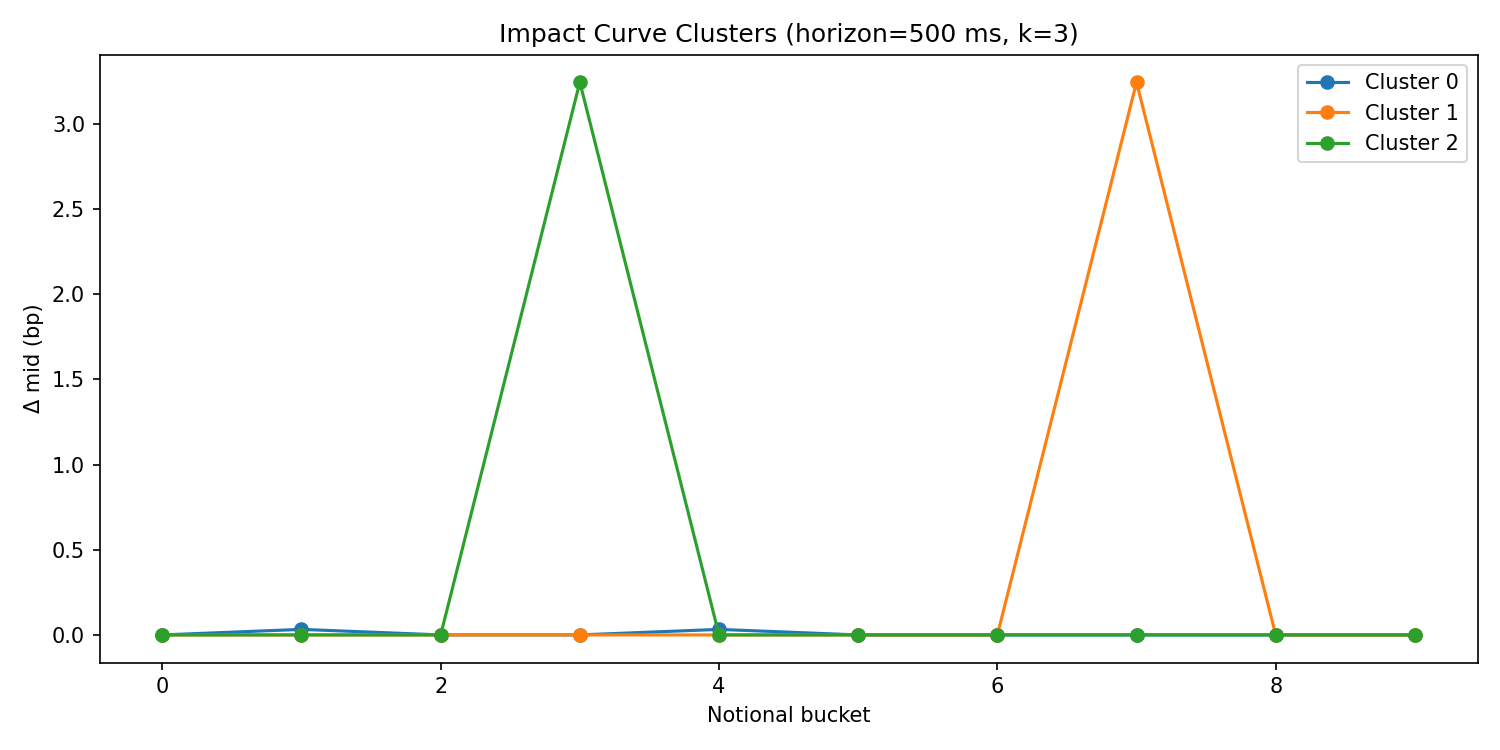 Impact Curve Clusters (horizon=500 ms, k=3)
Cluster 0
Cluster 1
Cluster 2
Δ mid (bp)
3.0
2.5
2.0
1.5
1.0
0.5
0.0
0 2 4 6 8
Notional bucket